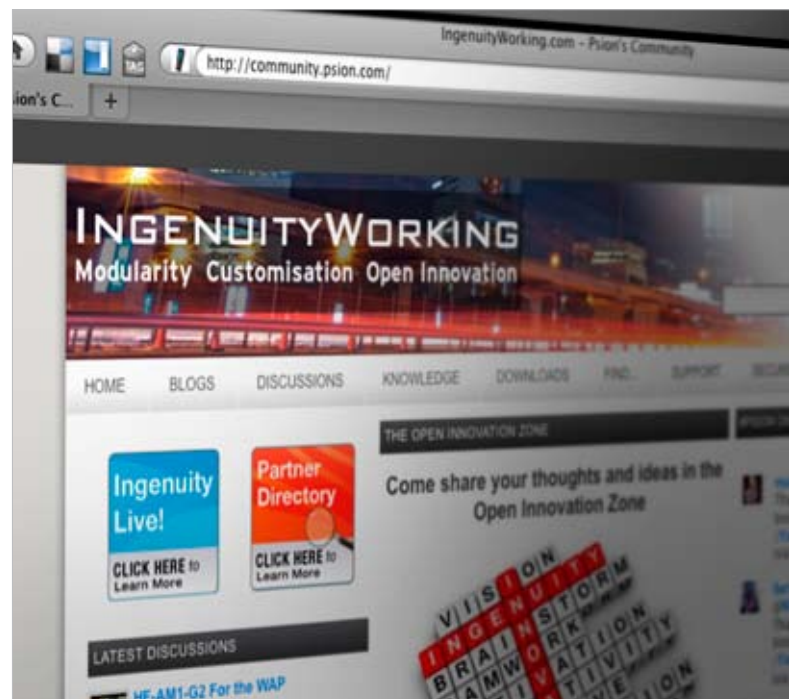 IngenuityWorking.com – Psion's Community
TAG
http://community.psion.com/
sion's C... +
INGENUITYWORKING
Modularity Customisation Open Innovation
HOME BLOGS DISCUSSIONS KNOWLEDGE DOWNLOADS FIND... SUPPORT
THE OPEN INNOVATION ZONE
Ingenuity
Live!
CLICK HERE to
Learn More
Partner
Directory
CLICK HERE to
Learn More
Come share your thoughts and ideas in the
Open Innovation Zone
VISION
INGENUITY
BRAINSTORM
LATEST DISCUSSIONS
HF-AM1-G2 For the WAP